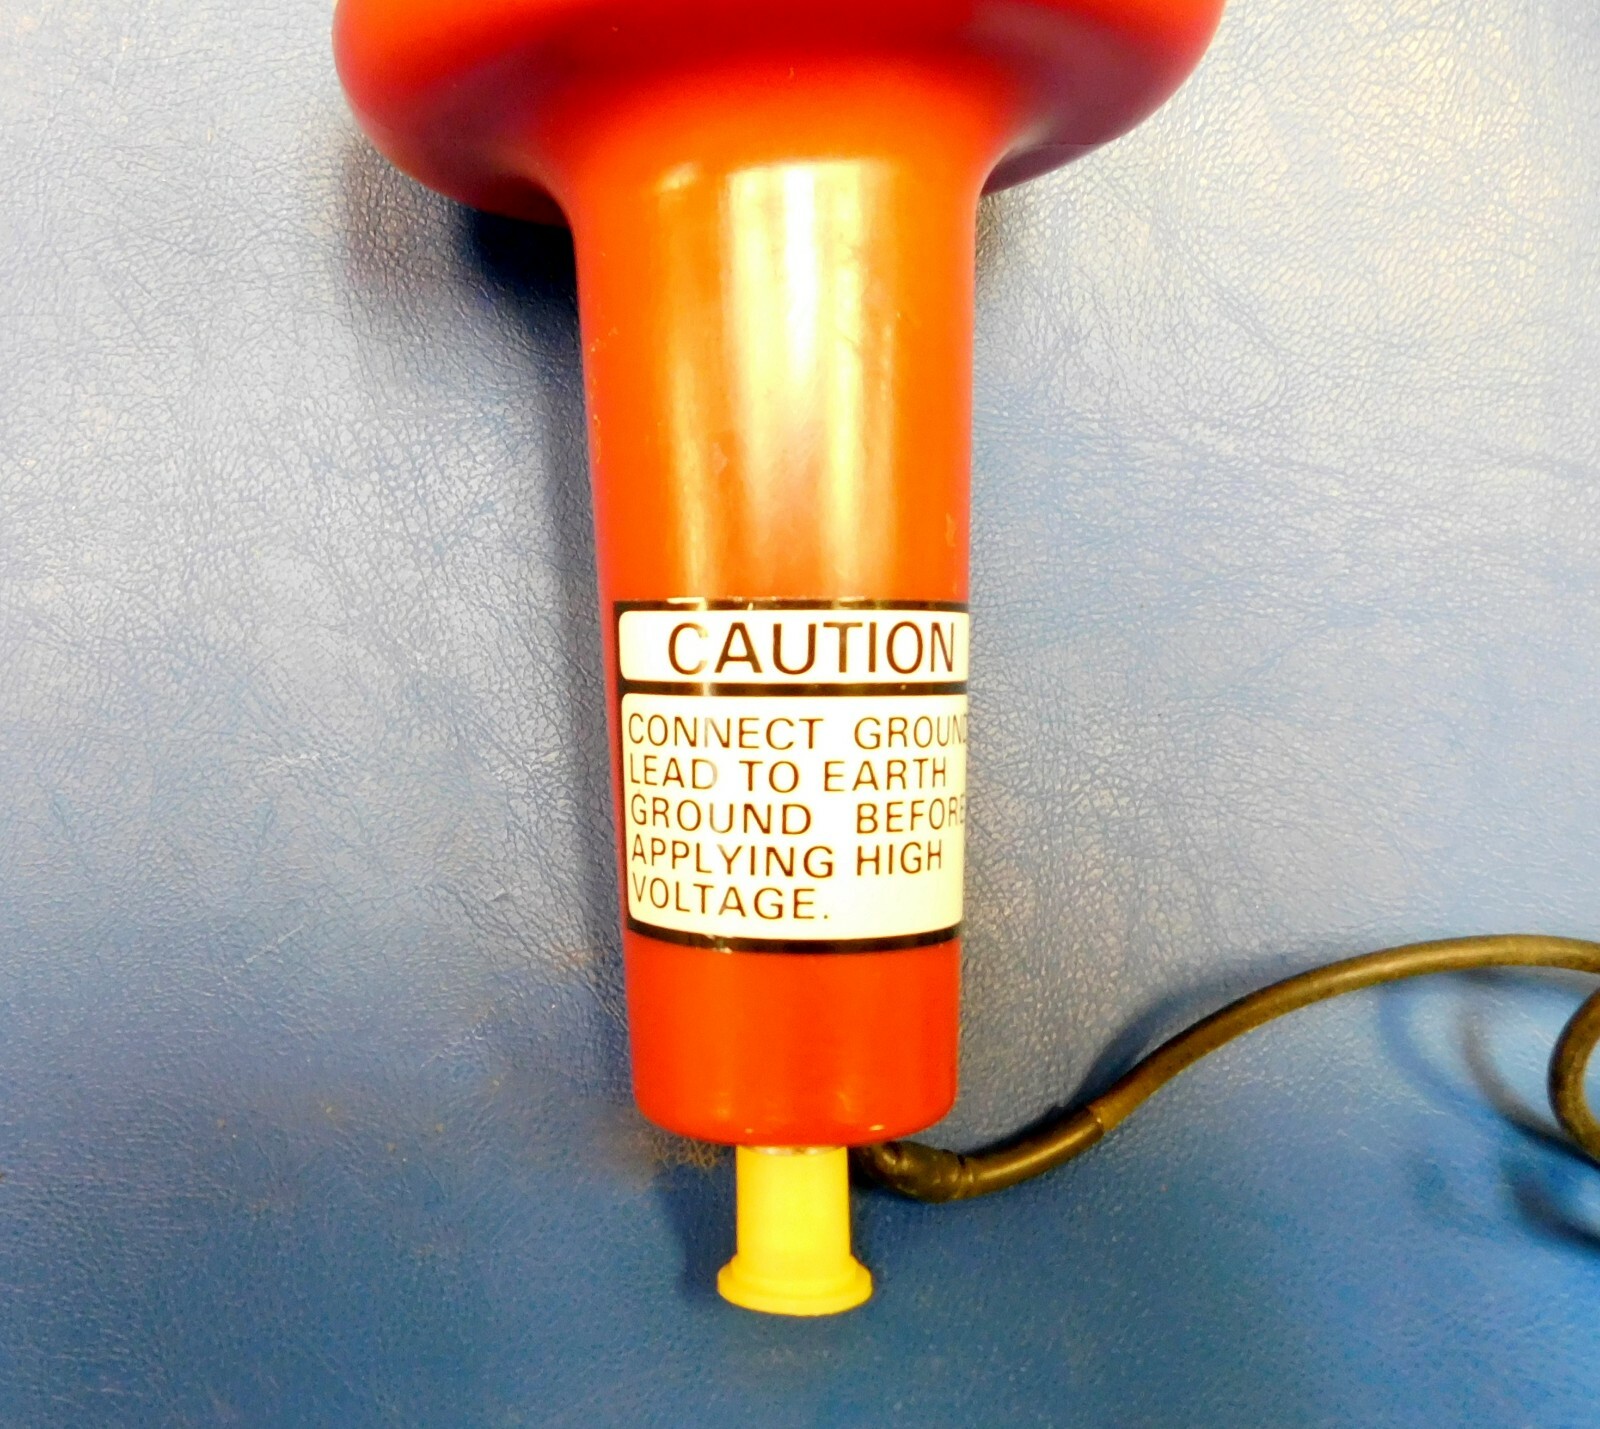 CAUTION
CONNECT GROUND
LEAD TO EARTH
GROUND BEFORE
APPLYING HIGH
VOLTAGE.